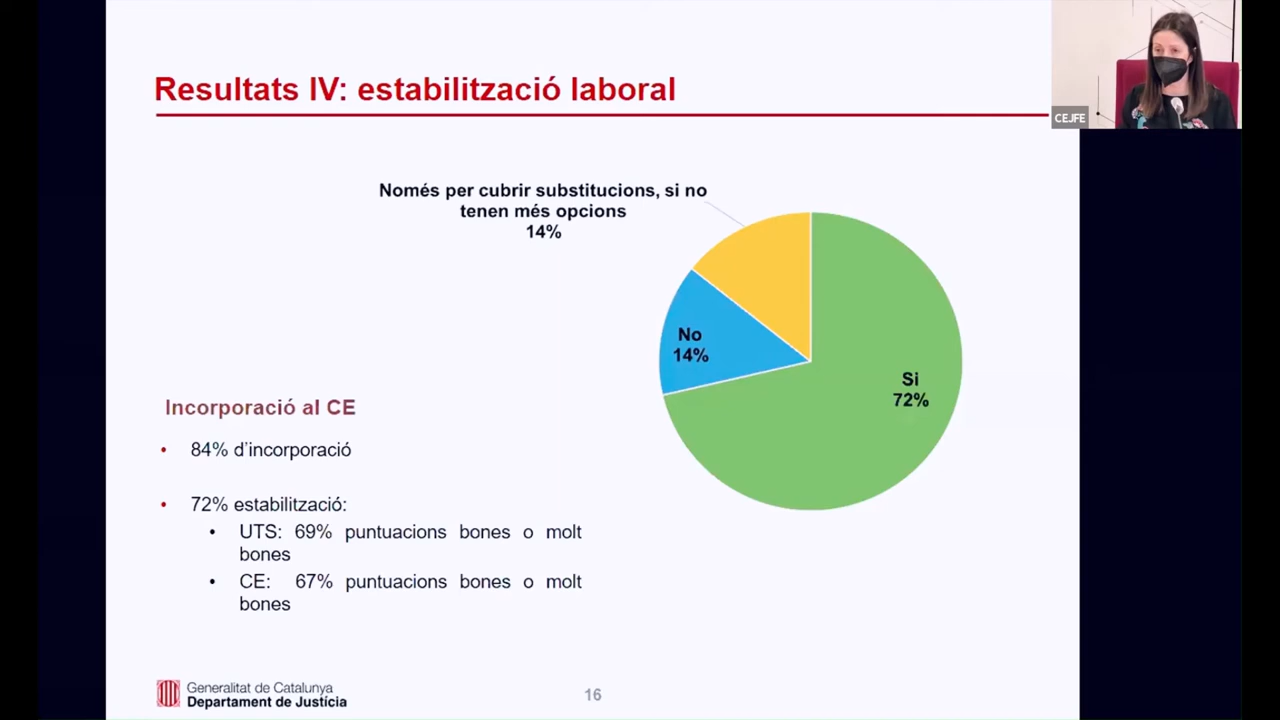 Resultats IV: estabilització laboral
CEJFE
Només per cubrir substitucions, si no
tenen més opcions
14%
No
14%
Si
72%
Incorporació al CE
• 84% d'incorporació
• 72% estabilització:
• UTS: 69% puntuacions bones o molt
bones
• CE: 67% puntuacions bones o molt
bones
Generalitat de Catalunya
Departament de Justícia
16